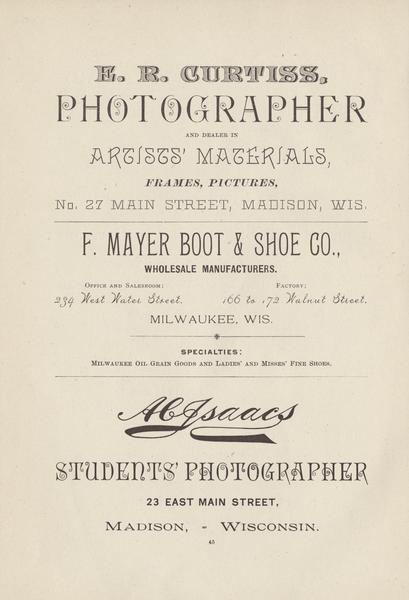 E. R. CURTISS,
PHOTOGRAPHER
AND DEALER IN
ARTISTS' MATERIALS,
FRAMES, PICTURES,
No. 27 MAIN STREET, MADISON, WIS.
F. MAYER BOOT & SHOE CO.,
WHOLESALE MANUFACTURERS.
OFFICE AND SALESROOM: FACTORY:
234 West Water Street. 166 to 172 Walnut Street.
MILWAUKEE, WIS.
SPECIALTIES:
MILWAUKEE OIL GRAIN GOODS AND LADIES' AND MISSES' FINE SHOES.
A C Isaacs
STUDENTS' PHOTOGRAPHER
23 EAST MAIN STREET,
MADISON, - WISCONSIN.
45